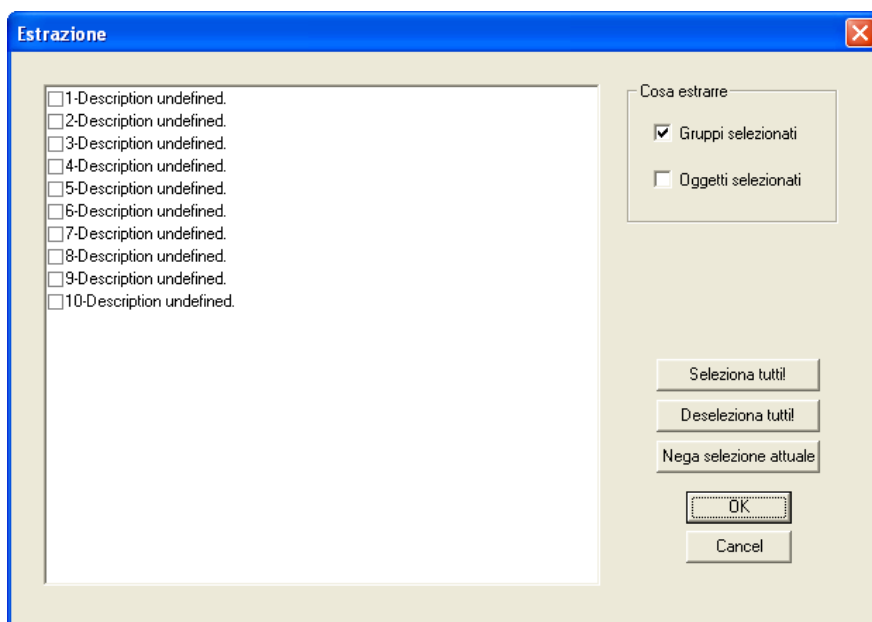 Estrazione
1-Description undefined.
2-Description undefined.
3-Description undefined.
4-Description undefined.
5-Description undefined.
6-Description undefined.
7-Description undefined.
8-Description undefined.
9-Description undefined.
10-Description undefined.
Cosa estrarre
Gruppi selezionati
Oggetti selezionati
Seleziona tutti!
Deseleziona tutti!
Nega selezione attuale
OK
Cancel